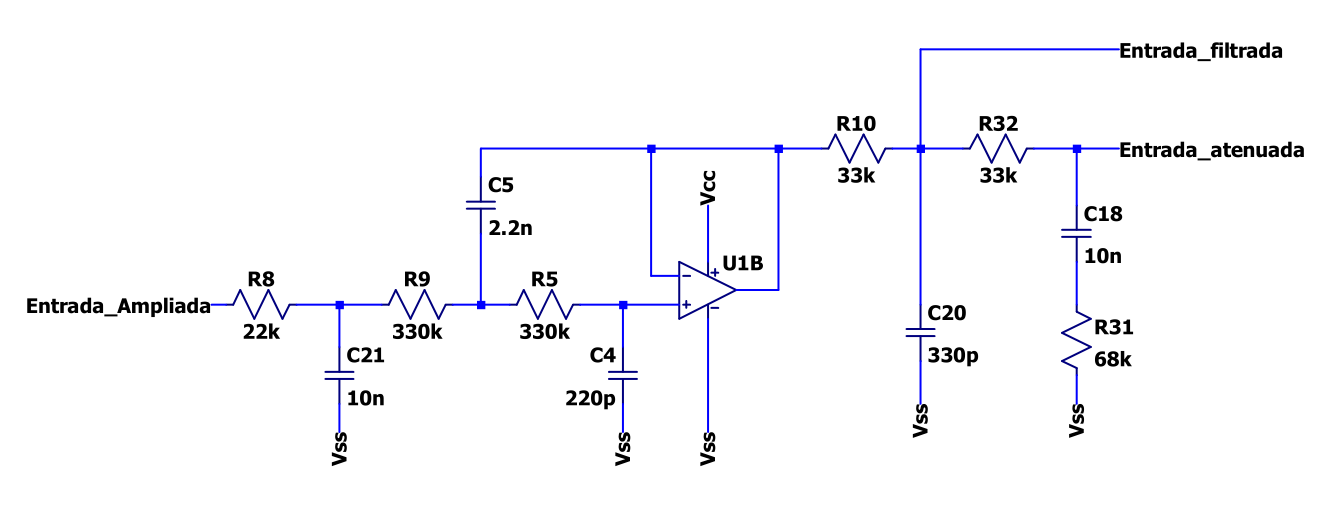 Entrada_filtrada
R10
R32
Entrada_atenuada
33k
33k
C5
Vcc
2.2n
C18
10n
U1B
R8
R9
R5
Entrada_Ampliada
22k
330k
330k
C20
330p
R31
68k
C21
C4
10n
220p
Vss
Vss
Vss
Vss
Vss